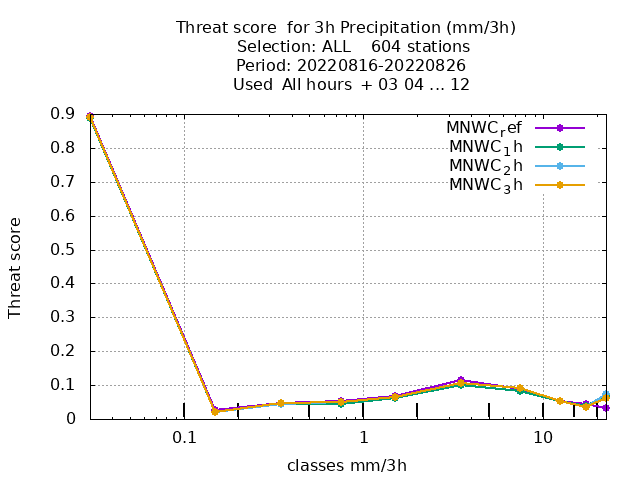 Threat score  for 3h Precipitation (mm/3h)
Selection: ALL    604 stations
Period: 20220816-20220826
Used  All hours  + 03 04 ... 12
MNWC_ref
MNWC_1h
MNWC_2h
MNWC_3h
Threat score
0.9
0.8
0.7
0.6
0.5
0.4
0.3
0.2
0.1
0
0.1 1 10
classes mm/3h